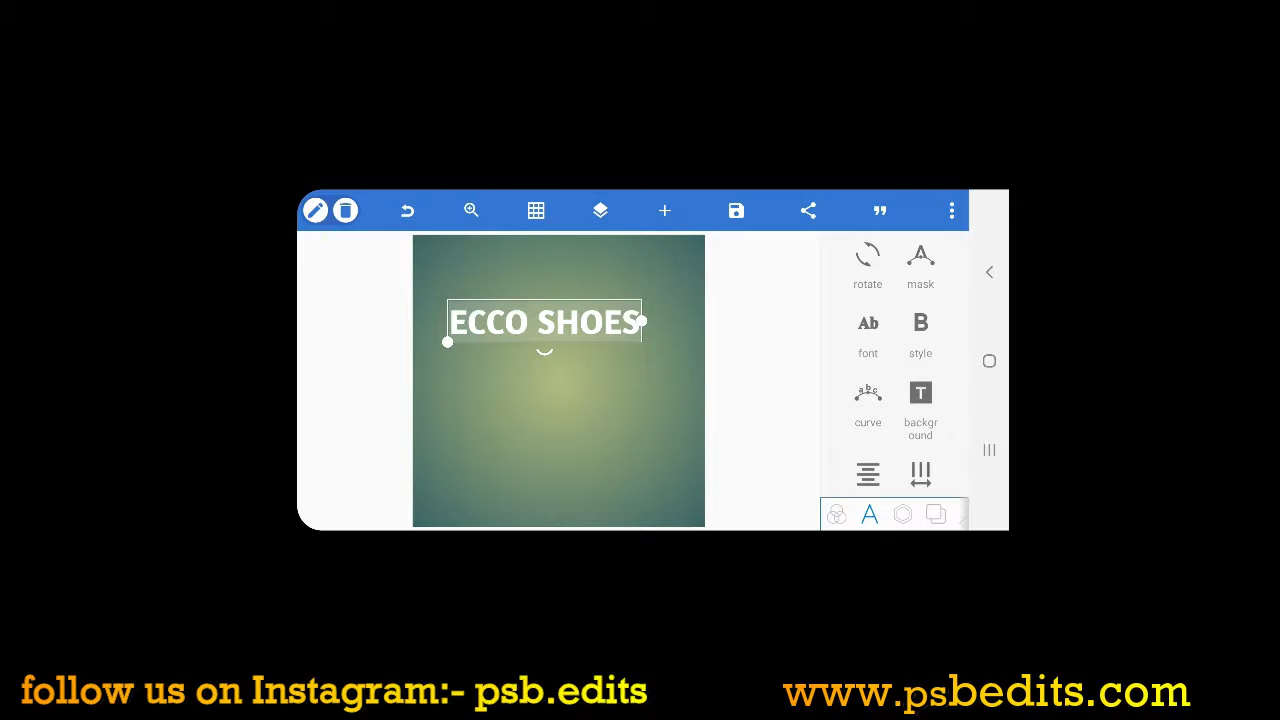 ECCO SHOES
rotate mask
Ab B
font style
abc T
curve backgr
ound
A
follow us on Instagram:- psb.edits
www.psbedits.com